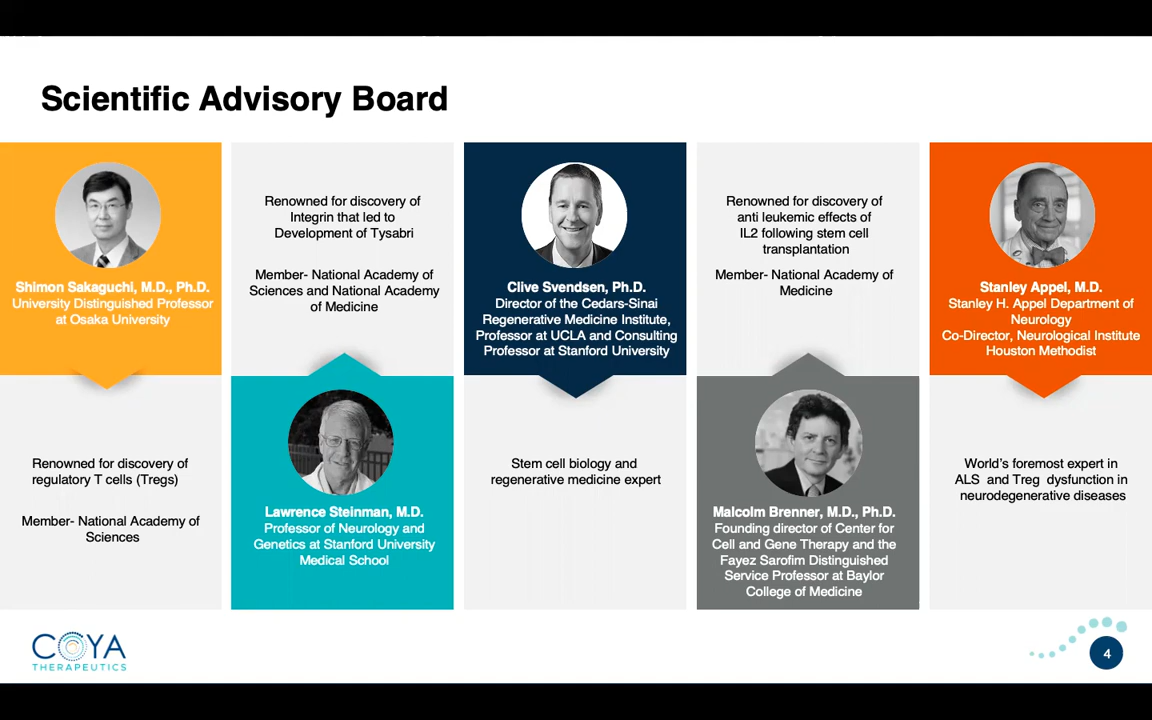 Scientific Advisory Board
Shimon Sakaguchi, M.D., Ph.D.
University Distinguished Professor
at Osaka University
Renowned for discovery of
regulatory T cells (Tregs)
Member- National Academy of
Sciences
Renowned for discovery of
Integrin that led to
Development of Tysabri
Member- National Academy of
Sciences and National Academy
of Medicine
Lawrence Steinman, M.D.
Professor of Neurology and
Genetics at Stanford University
Medical School
Clive Svendsen, Ph.D.
Director of the Cedars-Sinai
Regenerative Medicine Institute,
Professor at UCLA and Consulting
Professor at Stanford University
Stem cell biology and
regenerative medicine expert
Renowned for discovery of
anti leukemic effects of
IL2 following stem cell
transplantation
Member- National Academy of
Medicine
Malcolm Brenner, M.D., Ph.D.
Founding director of Center for
Cell and Gene Therapy and the
Fayez Sarofim Distinguished
Service Professor at Baylor
College of Medicine
Stanley Appel, M.D.
Stanley H. Appel Department of
Neurology
Co-Director, Neurological Institute
Houston Methodist
World's foremost expert in
ALS and Treg dysfunction in
neurodegenerative diseases
COYA
THERAPEUTICS
4